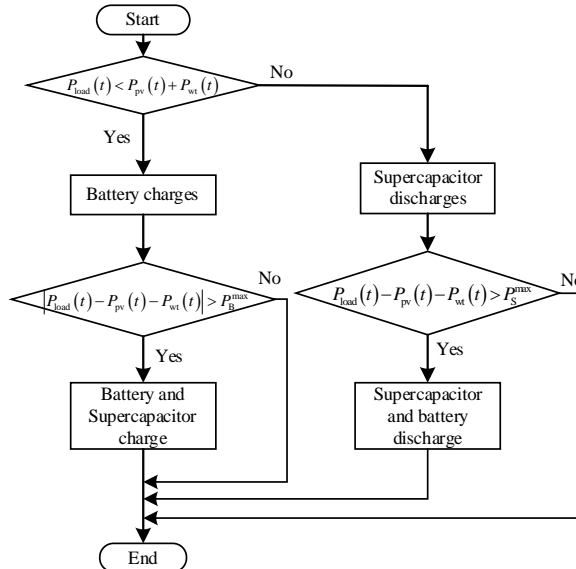 Start
P_load(t) < P_pv(t) + P_wt(t)
No
Yes
Battery charges
Supercapacitor
discharges
|P_load(t) − P_pv(t) − P_wt(t)| > P_B^max
No
P_load(t) − P_pv(t) − P_wt(t) > P_S^max
No
Yes
Yes
Battery and
Supercapacitor
charge
Supercapacitor
and battery
discharge
End